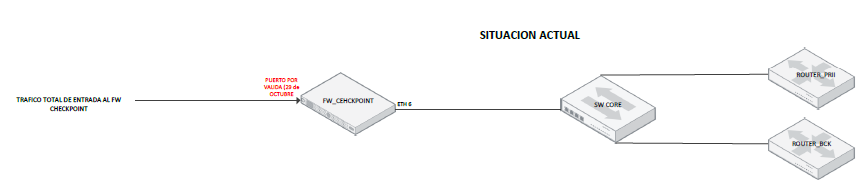 SITUACION ACTUAL
ROUTER_PRII
PUERTO POR
VALIDA (29 de
OCTUBRE
TRAFICO TOTAL DE ENTRADA AL FW
CHECKPOINT
FW_CEHCKPOINT
ETH 6
SW CORE
ROUTER_BCK